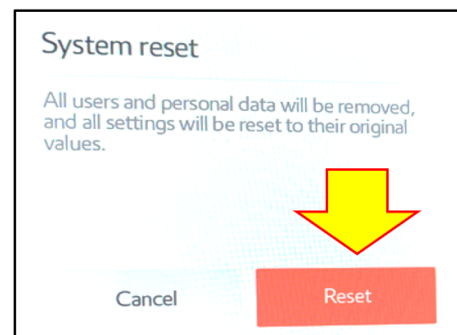 System reset
All users and personal data will be removed,
and all settings will be reset to their original
values.
Cancel
Reset